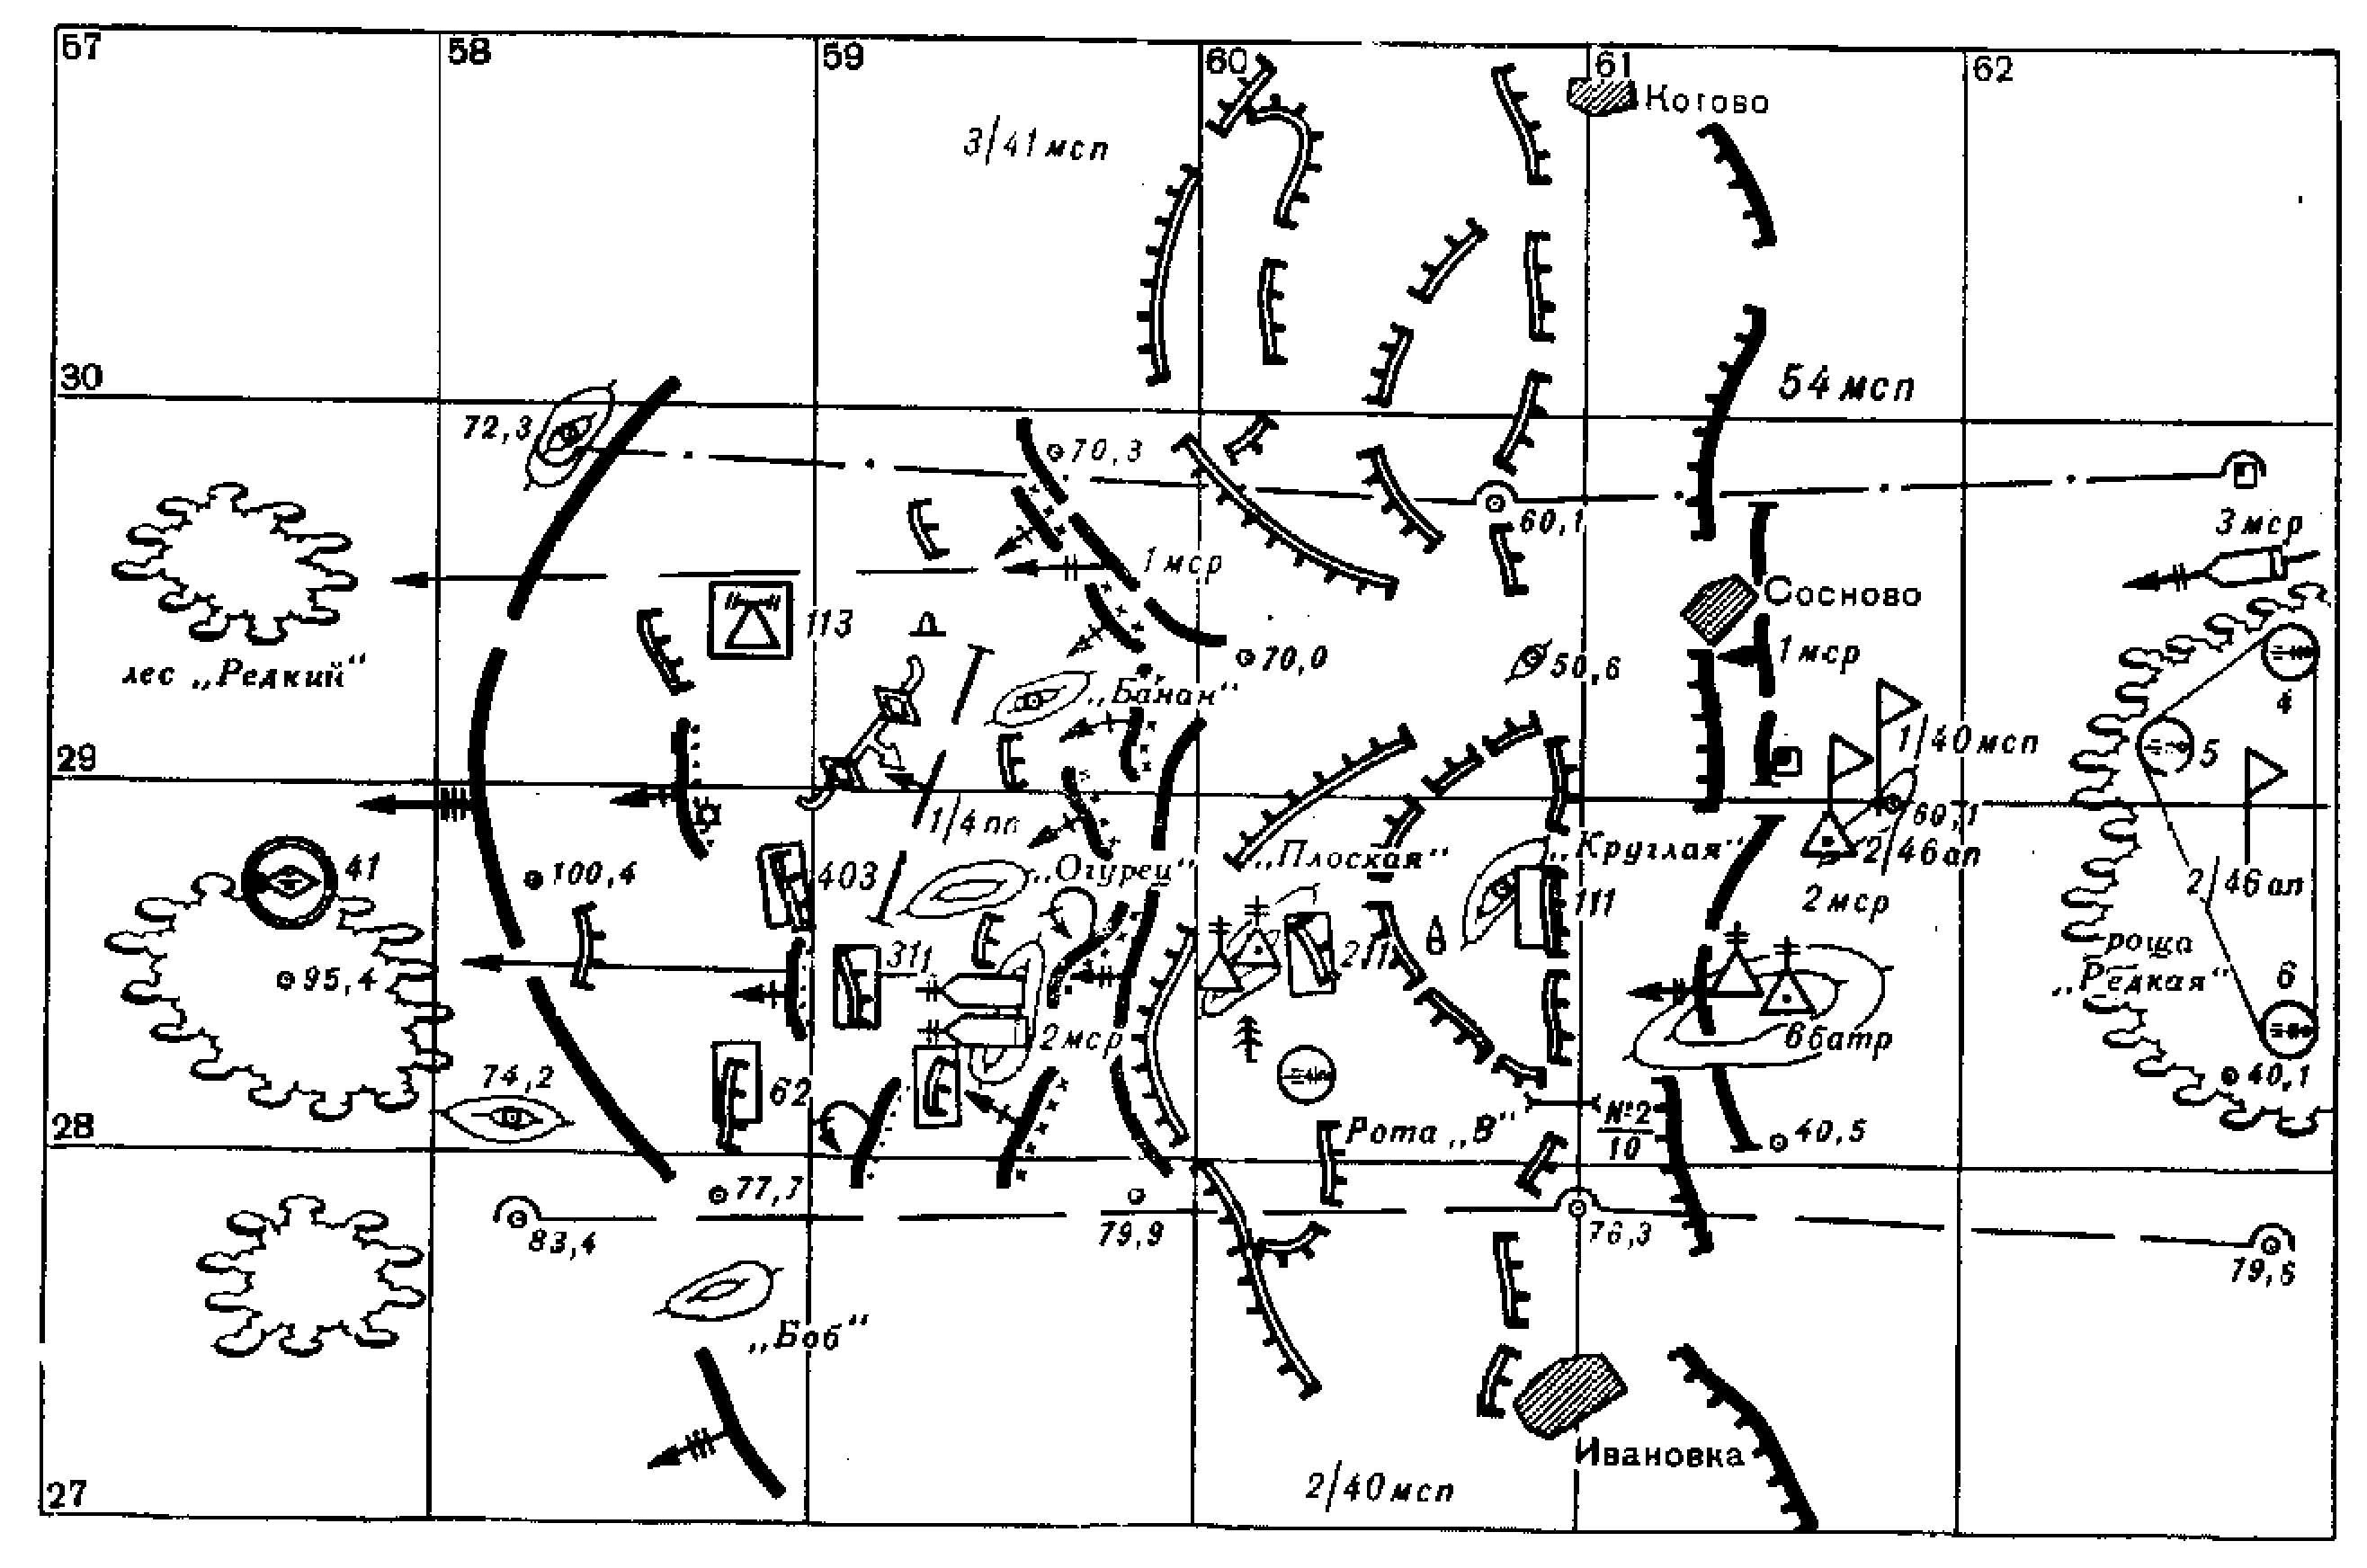 57
58
59
60
61
62
Котово
3/41 мсп
30
72,3
54 мсп
70,3
60,1
3 мср
1 мср
Сосново
113
70,0
50,6
1 мср
лес „Редкий“
„Банан“
4
1/40 мсп
5
29
60,1
1/4 пп
41
100,4
403
„Огурец“
„Плоская“
„Круглая“
2/46 ап
2/46 ап
111
2 мср
311
211
95,4
роща
„Редкая“
6
2 мср
6 батр
74,2
62
40,1
28
Рота „В“
№2
10
40,5
77,7
83,4
79,9
76,3
79,6
„Боб“
Ивановка
27
2/40 мсп